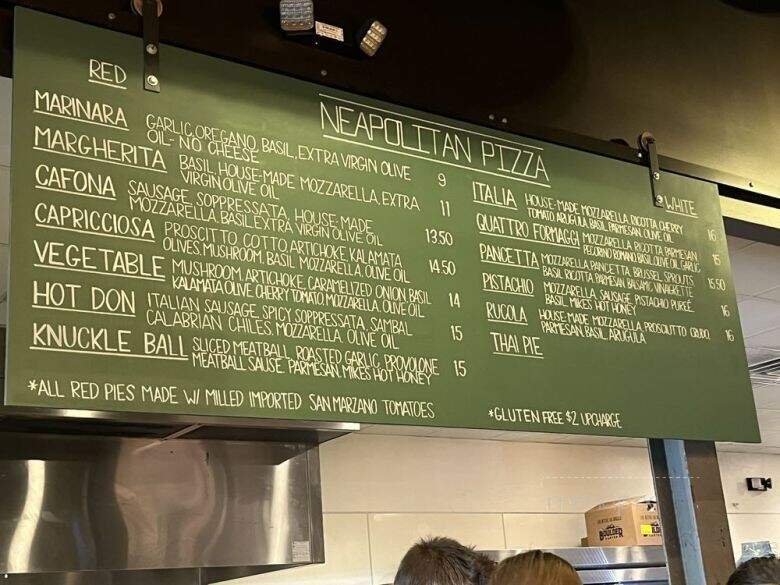 NEAPOLITAN PIZZA
RED
MARINARA GARLIC, OREGANO, BASIL, EXTRA VIRGIN OLIVE
OIL - NO CHEESE 9
MARGHERITA BASIL, HOUSE-MADE MOZZARELLA, EXTRA
VIRGIN OLIVE OIL 11
CAFONA SAUSAGE, SOPPRESSATA, HOUSE-MADE
MOZZARELLA, BASIL, EXTRA VIRGIN OLIVE OIL 13.50
CAPRICCIOSA PROSCITTO COTTO, ARTICHOKE, KALAMATA
OLIVES, MUSHROOM, BASIL, MOZZARELLA, OLIVE OIL 14.50
VEGETABLE MUSHROOM, ARTICHOKE, CARAMELIZED ONION, BASIL
KALAMATA OLIVE, CHERRY TOMATO, MOZZARELLA, OLIVE OIL 14
HOT DON ITALIAN SAUSAGE, SPICY SOPPRESSATA, SAMBAL
CALABRIAN CHILES, MOZZARELLA, OLIVE OIL 15
KNUCKLE BALL SLICED MEATBALL, ROASTED GARLIC, PROVOLONE
MEATBALL SAUSE, PARMESAN, MIKES HOT HONEY 15
*ALL RED PIES MADE W/ MILLED IMPORTED SAN MARZANO TOMATOES
WHITE
ITALIA HOUSE-MADE MOZZARELLA, RICOTTA, CHERRY
TOMATO, ARUGULA, BASIL, PARMESAN, OLIVE OIL 16
QUATTRO FORMAGGI MOZZARELLA, RICOTTA, PARMESAN
PECORINO ROMANO, BASIL, OLIVE OIL, GARLIC 15
PANCETTA MOZZARELLA, PANCETTA, BRUSSEL SPROUTS
BASIL, RICOTTA, PARMESAN, BALSAMIC VINAIGRETTE 15.50
PISTACHIO MOZZARELLA, SAUSAGE, PISTACHIO PUREE,
BASIL, MIKES HOT HONEY 16
RUCOLA HOUSE MADE MOZZARELLA, PROSCIUTTO CRUDO,
PARMESAN, BASIL, ARUGULA 16
THAI PIE
*GLUTEN FREE $2 UPCHARGE
BOULDER